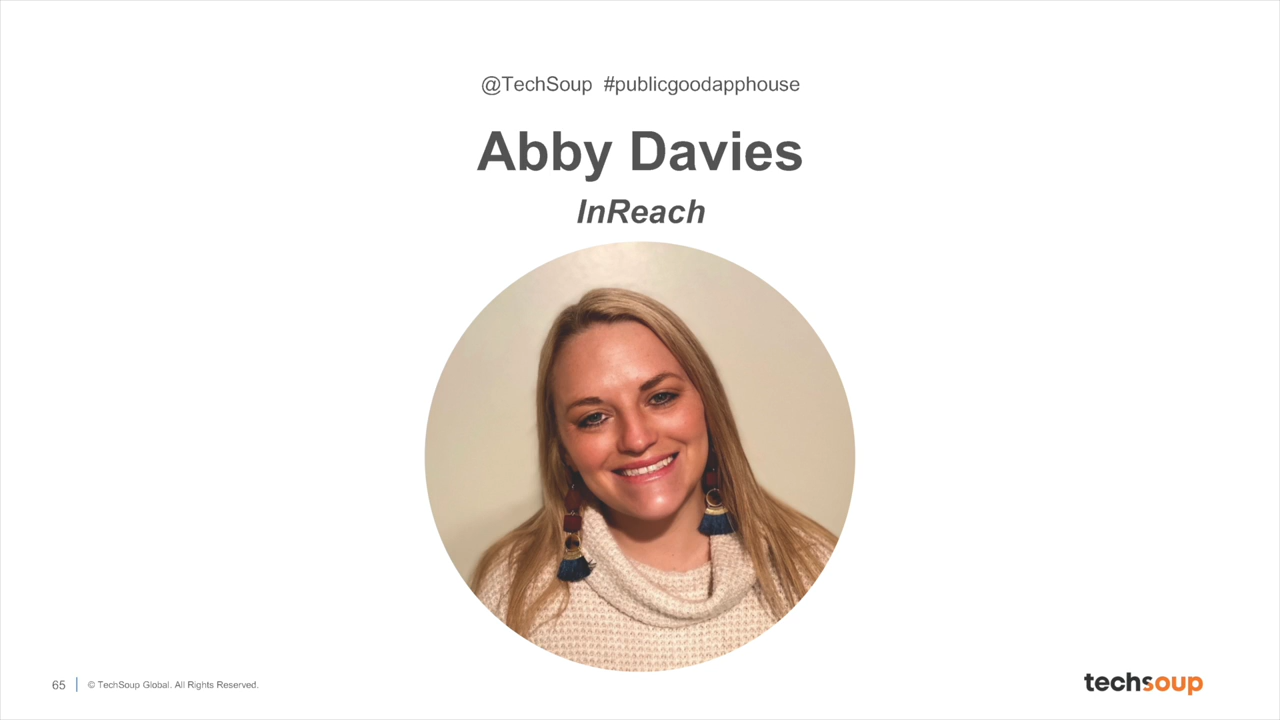 @TechSoup #publicgoodapphouse
Abby Davies
InReach
65 © TechSoup Global. All Rights Reserved.
techsoup